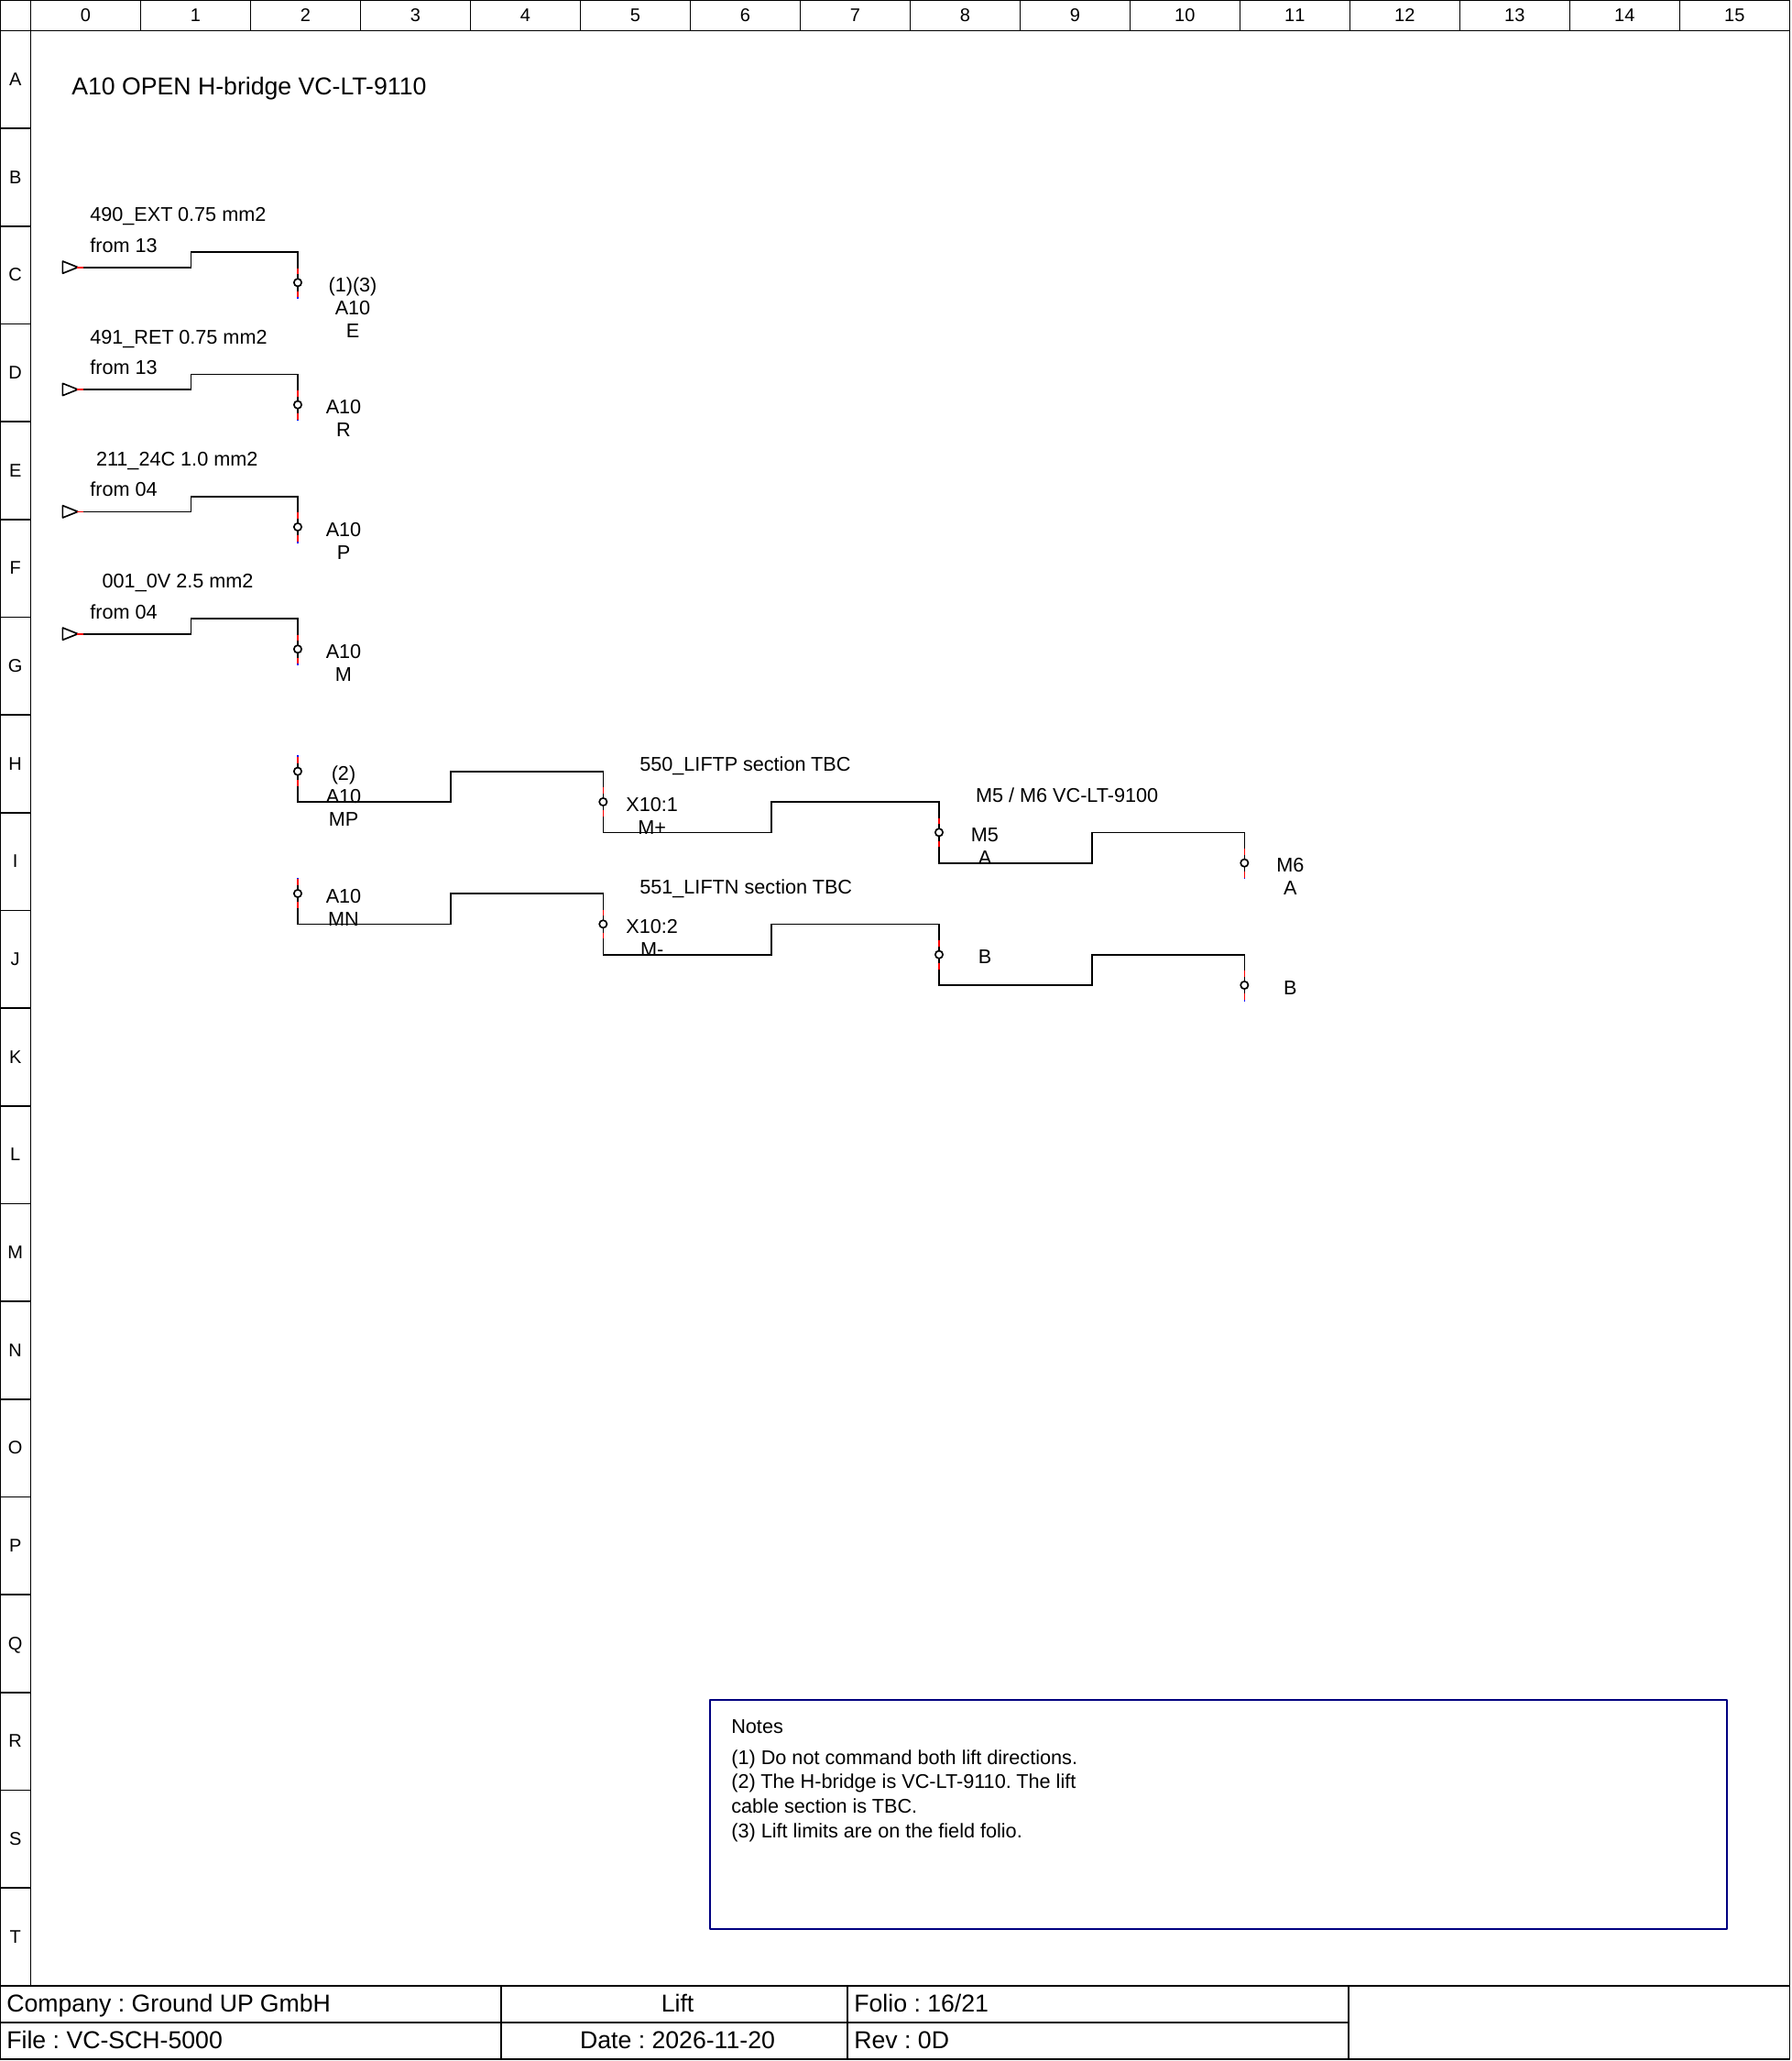 0 1 2 3 4 5 6 7 8 9 10 11 12 13 14 15
A
A10 OPEN H-bridge VC-LT-9110
B
490_EXT 0.75 mm2
from 13
C
(1)(3)
A10
E
491_RET 0.75 mm2
from 13
D
A10
R
211_24C 1.0 mm2
E
from 04
A10
P
F
001_0V 2.5 mm2
from 04
G
A10
M
H
(2)
A10
MP
550_LIFTP section TBC
X10:1
M+
M5 / M6 VC-LT-9100
M5
A
I
M6
A
A10
MN
551_LIFTN section TBC
X10:2
M-
J
B
B
K
L
M
N
O
P
Q
R
S
T
Notes
(1) Do not command both lift directions.
(2) The H-bridge is VC-LT-9110. The lift
cable section is TBC.
(3) Lift limits are on the field folio.
Company : Ground UP GmbH
Lift
Folio : 16/21
File : VC-SCH-5000
Date : 2026-11-20
Rev : 0D